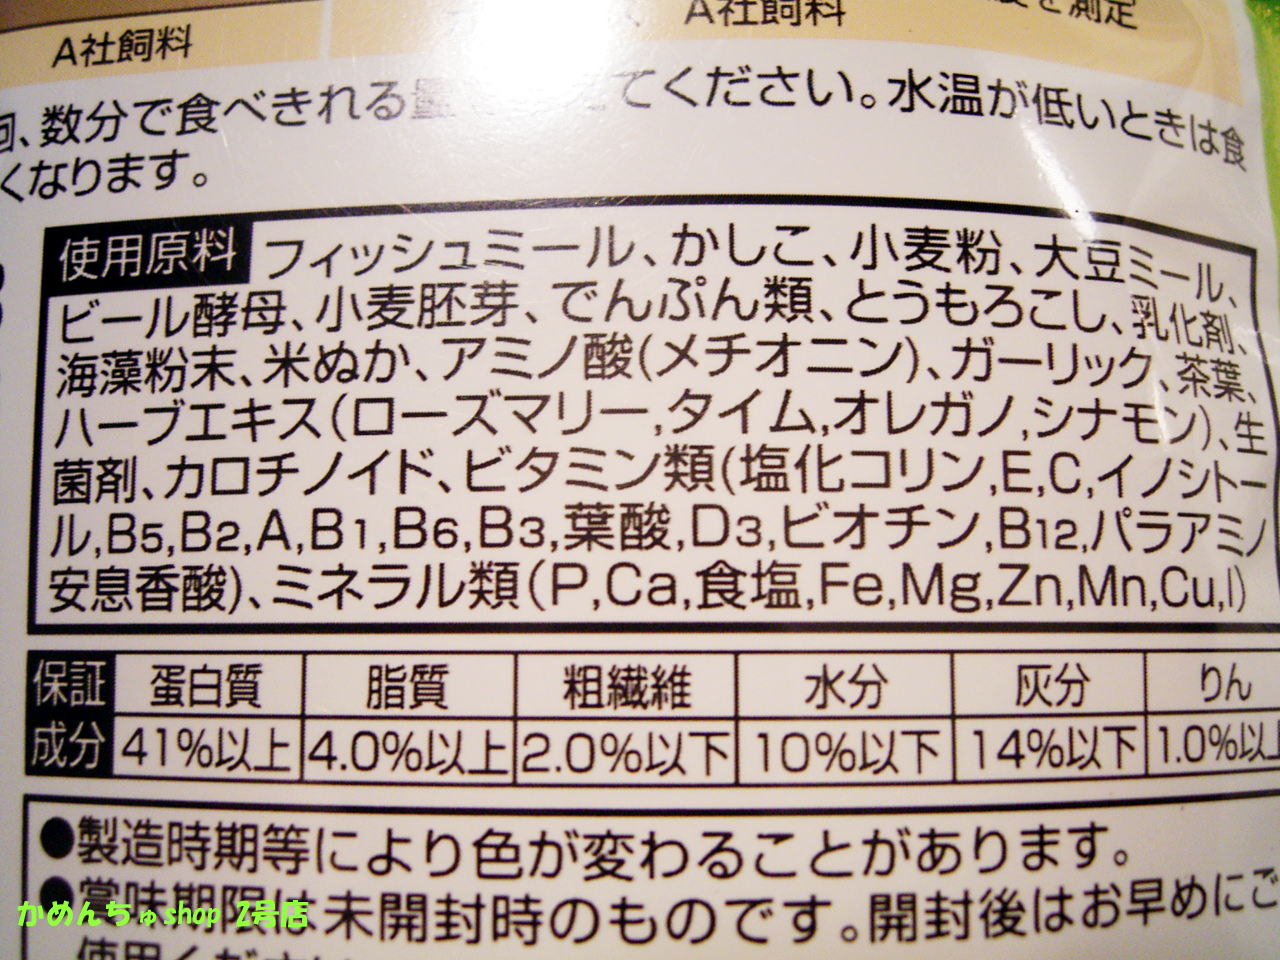 A社飼料
A社飼料
を測定
回、数分で食べきれる量 てください。水温が低いときは食
くなります。
使用原料 フィッシュミール、かしこ、小麦粉、大豆ミール、
ビール酵母、小麦胚芽、でんぷん類、とうもろこし、乳化剤、
海藻粉末、米ぬか、アミノ酸(メチオニン)、ガーリック、茶葉、
ハーブエキス(ローズマリー,タイム,オレガノ,シナモン)、生
菌剤、カロチノイド、ビタミン類(塩化コリン,E,C,イノシトー
ル,B5,B2,A,B1,B6,B3,葉酸,D3,ビオチン,B12,パラアミノ
安息香酸)、ミネラル類(P,Ca,食塩,Fe,Mg,Zn,Mn,Cu,I)
保証 蛋白質 脂質 粗繊維 水分 灰分 りん
成分 41%以上 4.0%以上 2.0%以下 10%以下 14%以下 1.0%以上
●製造時期等により色が変わることがあります。
●賞味期限は未開封時のものです。開封後はお早めにご
使用ください
かめんちゅshop 2号店